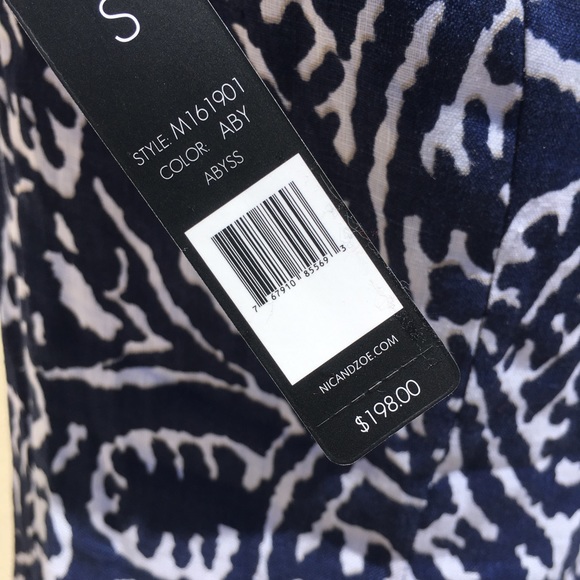 S
STYLE: M161901
COLOR: ABY
ABYSS
7 67910 85569 3
NICANDZOE.COM
$198.00